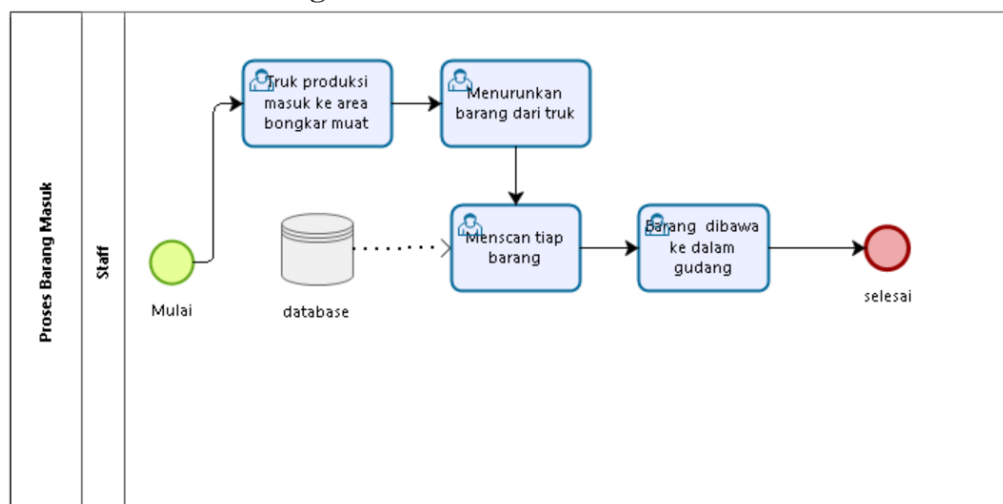 Proses Barang Masuk
Staff
Mulai
Truk produksi
masuk ke area
bongkar muat
Menurunkan
barang dari truk
database
Menscan tiap
barang
Barang dibawa
ke dalam
gudang
selesai